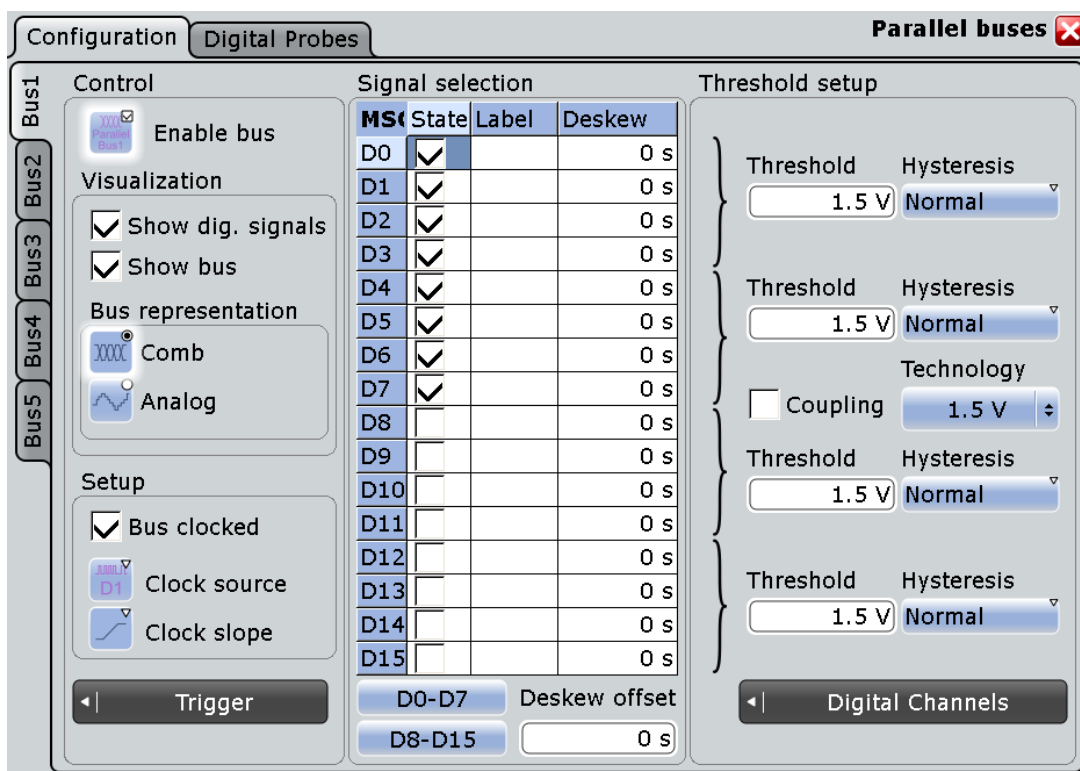 Configuration
Digital Probes
Parallel buses
Bus1
Bus2
Bus3
Bus4
Bus5
Control
Parallel
Bus1
Enable bus
Visualization
Show dig. signals
Show bus
Bus representation
Comb
Analog
Setup
Bus clocked
D1
Clock source
Clock slope
Trigger
Signal selection
MS( State Label Deskew
D0 0 s
D1 0 s
D2 0 s
D3 0 s
D4 0 s
D5 0 s
D6 0 s
D7 0 s
D8 0 s
D9 0 s
D10 0 s
D11 0 s
D12 0 s
D13 0 s
D14 0 s
D15 0 s
D0-D7
D8-D15
Deskew offset
0 s
Threshold setup
Threshold Hysteresis
1.5 V Normal
Threshold Hysteresis
1.5 V Normal
Technology
Coupling 1.5 V
Threshold Hysteresis
1.5 V Normal
Threshold Hysteresis
1.5 V Normal
Digital Channels